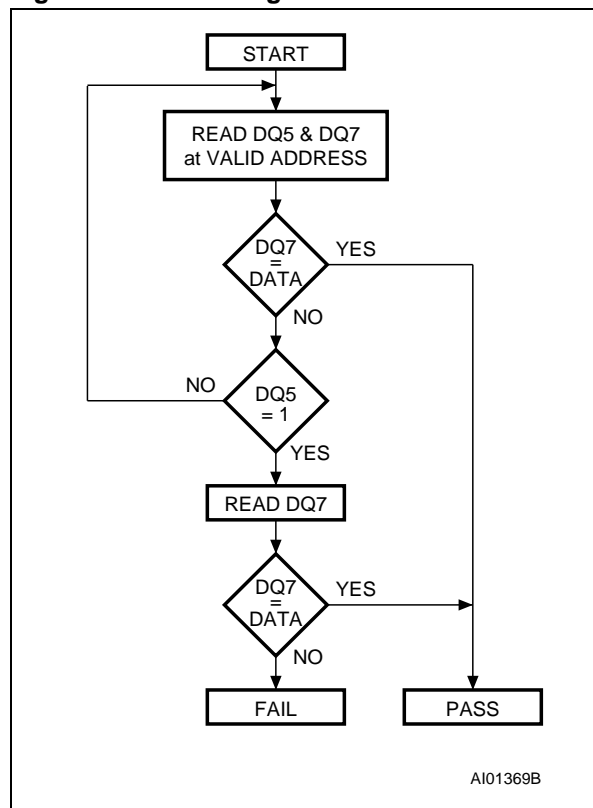 START
READ DQ5 & DQ7
at VALID ADDRESS
DQ7
=
DATA
YES
NO
DQ5
= 1
NO
YES
READ DQ7
DQ7
=
DATA
YES
NO
FAIL
PASS
AI01369B